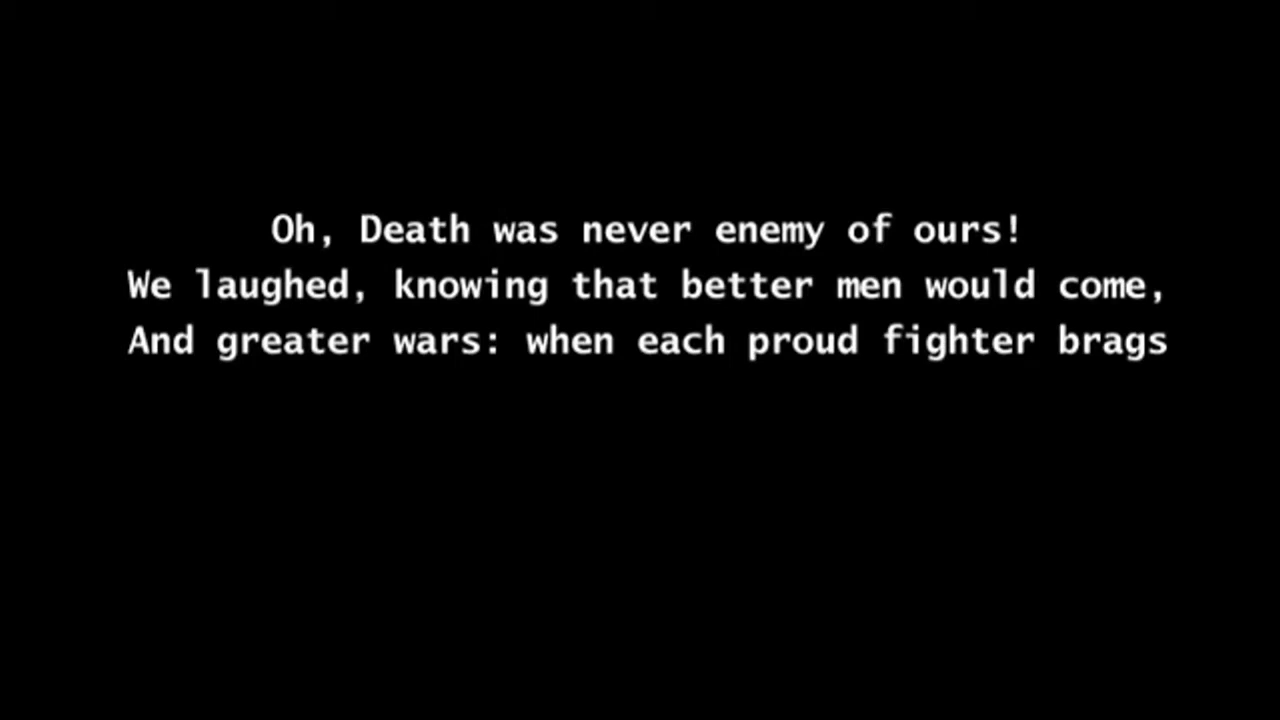 Oh, Death was never enemy of ours!
We laughed, knowing that better men would come,
And greater wars: when each proud fighter brags